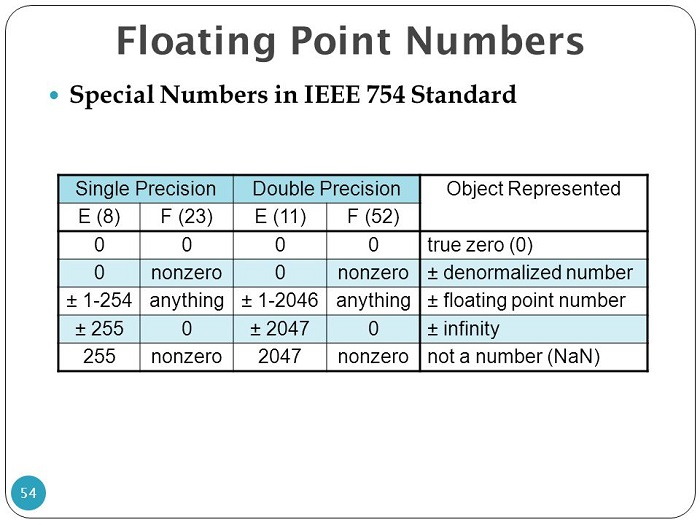 Floating Point Numbers
• Special Numbers in IEEE 754 Standard
Single Precision Double Precision Object Represented
E (8) F (23) E (11) F (52)
0 0 0 0 true zero (0)
0 nonzero 0 nonzero ± denormalized number
± 1-254 anything ± 1-2046 anything ± floating point number
± 255 0 ± 2047 0 ± infinity
255 nonzero 2047 nonzero not a number (NaN)
54